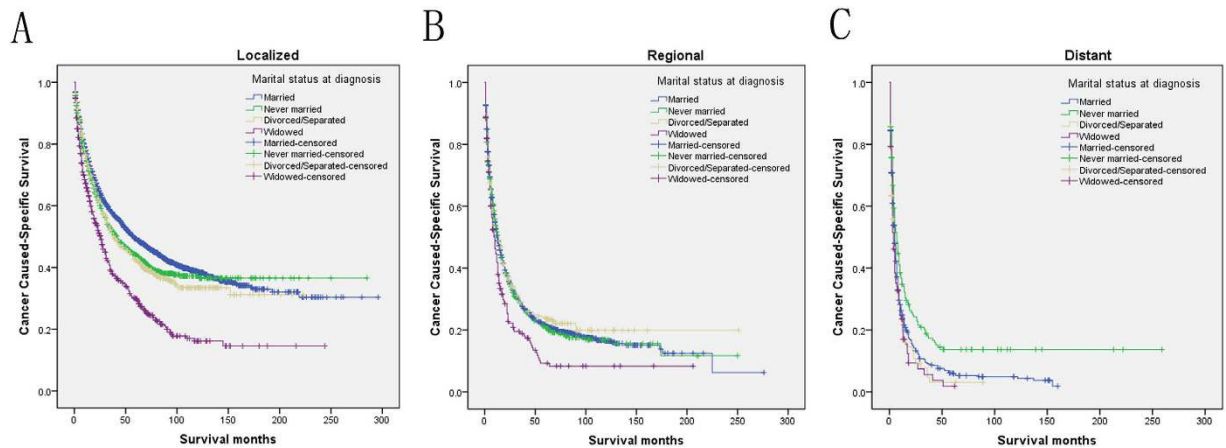 A
Localized
Cancer Caused-Specific Survival
1.0
0.8
0.6
0.4
0.2
0.0
Marital status at diagnosis
Married
Never married
Divorced/Separated
Widowed
Married-censored
Never married-censored
Divorced/Separated-censored
Widowed-censored
0 50 100 150 200 250 300
Survival months
B
Regional
Cancer Caused-Specific Survival
1.0
0.8
0.6
0.4
0.2
0.0
Marital status at diagnosis
Married
Never married
Divorced/Separated
Widowed
Married-censored
Never married-censored
Divorced/Separated-censored
Widowed-censored
0 50 100 150 200 250 300
Survival months
C
Distant
Cancer Caused-Specific Survival
1.0
0.8
0.6
0.4
0.2
0.0
Marital status at diagnosis
Married
Never married
Divorced/Separated
Widowed
Married-censored
Never married-censored
Divorced/Separated-censored
Widowed-censored
0 50 100 150 200 250 300
Survival months